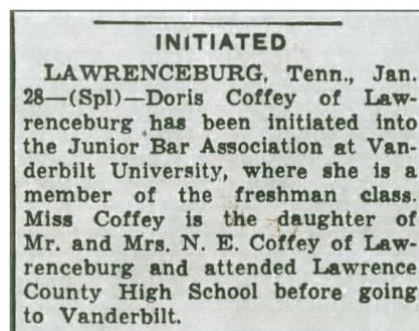 INITIATED
LAWRENCEBURG, Tenn., Jan.
28—(Spl)—Doris Coffey of Law-
renceburg has been initiated into
the Junior Bar Association at Van-
derbilt University, where she is a
member of the freshman class.
Miss Coffey is the daughter of
Mr. and Mrs. N. E. Coffey of Law-
renceburg and attended Lawrence
County High School before going
to Vanderbilt.